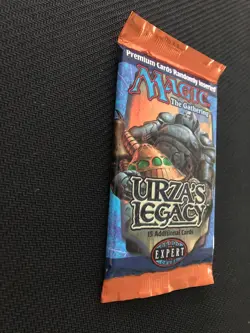 Premium Cards Randomly Inserted
MAGIC
The Gathering
URZA'S
LEGACY
15 Additional Cards
EXPERT